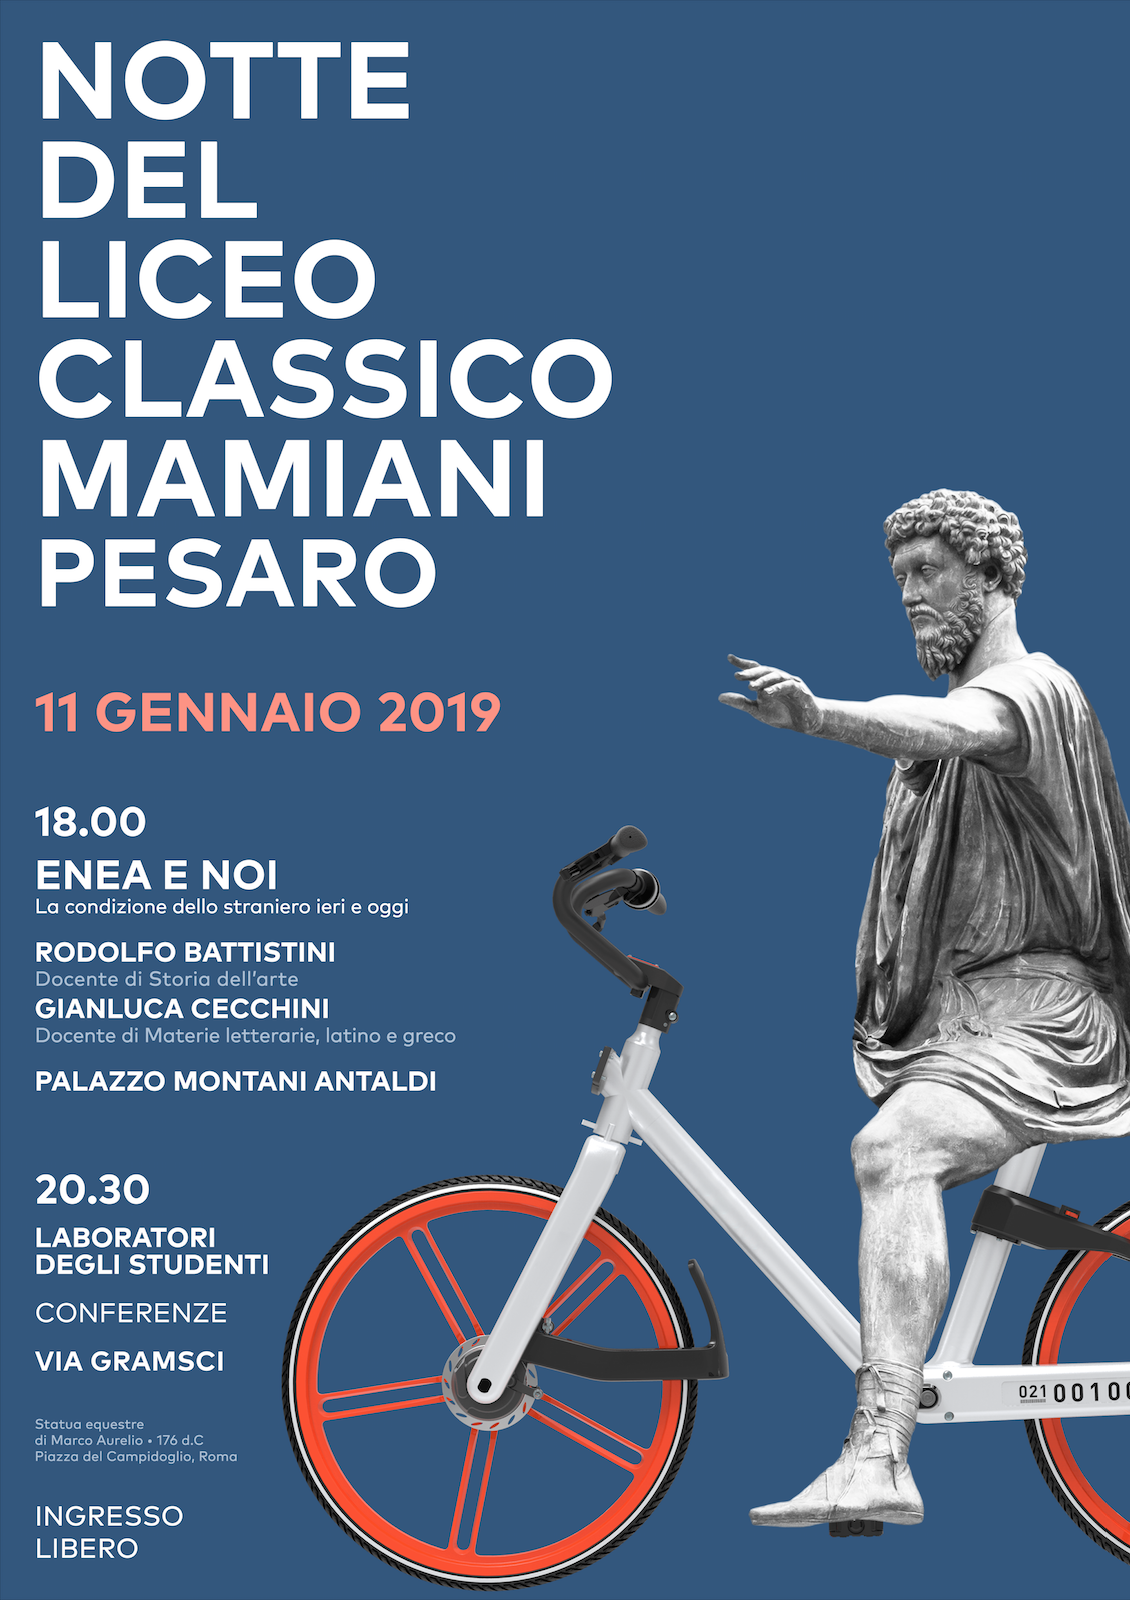 NOTTE
DEL
LICEO
CLASSICO
MAMIANI
PESARO
11 GENNAIO 2019
18.00
ENEA E NOI
La condizione dello straniero ieri e oggi
RODOLFO BATTISTINI
Docente di Storia dell'arte
GIANLUCA CECCHINI
Docente di Materie letterarie, latino e greco
PALAZZO MONTANI ANTALDI
20.30
LABORATORI
DEGLI STUDENTI
CONFERENZE
VIA GRAMSCI
Statua equestre
di Marco Aurelio • 176 d.C
Piazza del Campidoglio, Roma
INGRESSO
LIBERO
021 00100